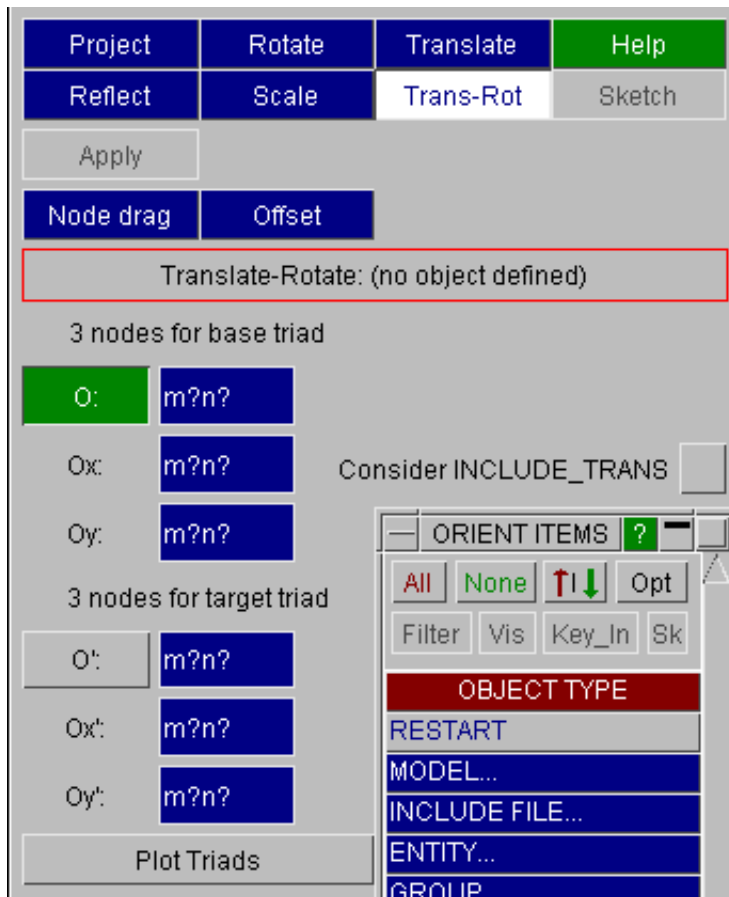 Project Rotate Translate Help
Reflect Scale Trans-Rot Sketch
Apply
Node drag Offset
Translate-Rotate: (no object defined)
3 nodes for base triad
O: m?n?
Ox: m?n? Consider INCLUDE_TRANS
Oy: m?n?
ORIENT ITEMS ?
All None Opt
Filter Vis Key_In Sk
3 nodes for target triad
O': m?n?
Ox': m?n?
Oy': m?n?
Plot Triads
OBJECT TYPE
RESTART
MODEL...
INCLUDE FILE...
ENTITY...
GROUP